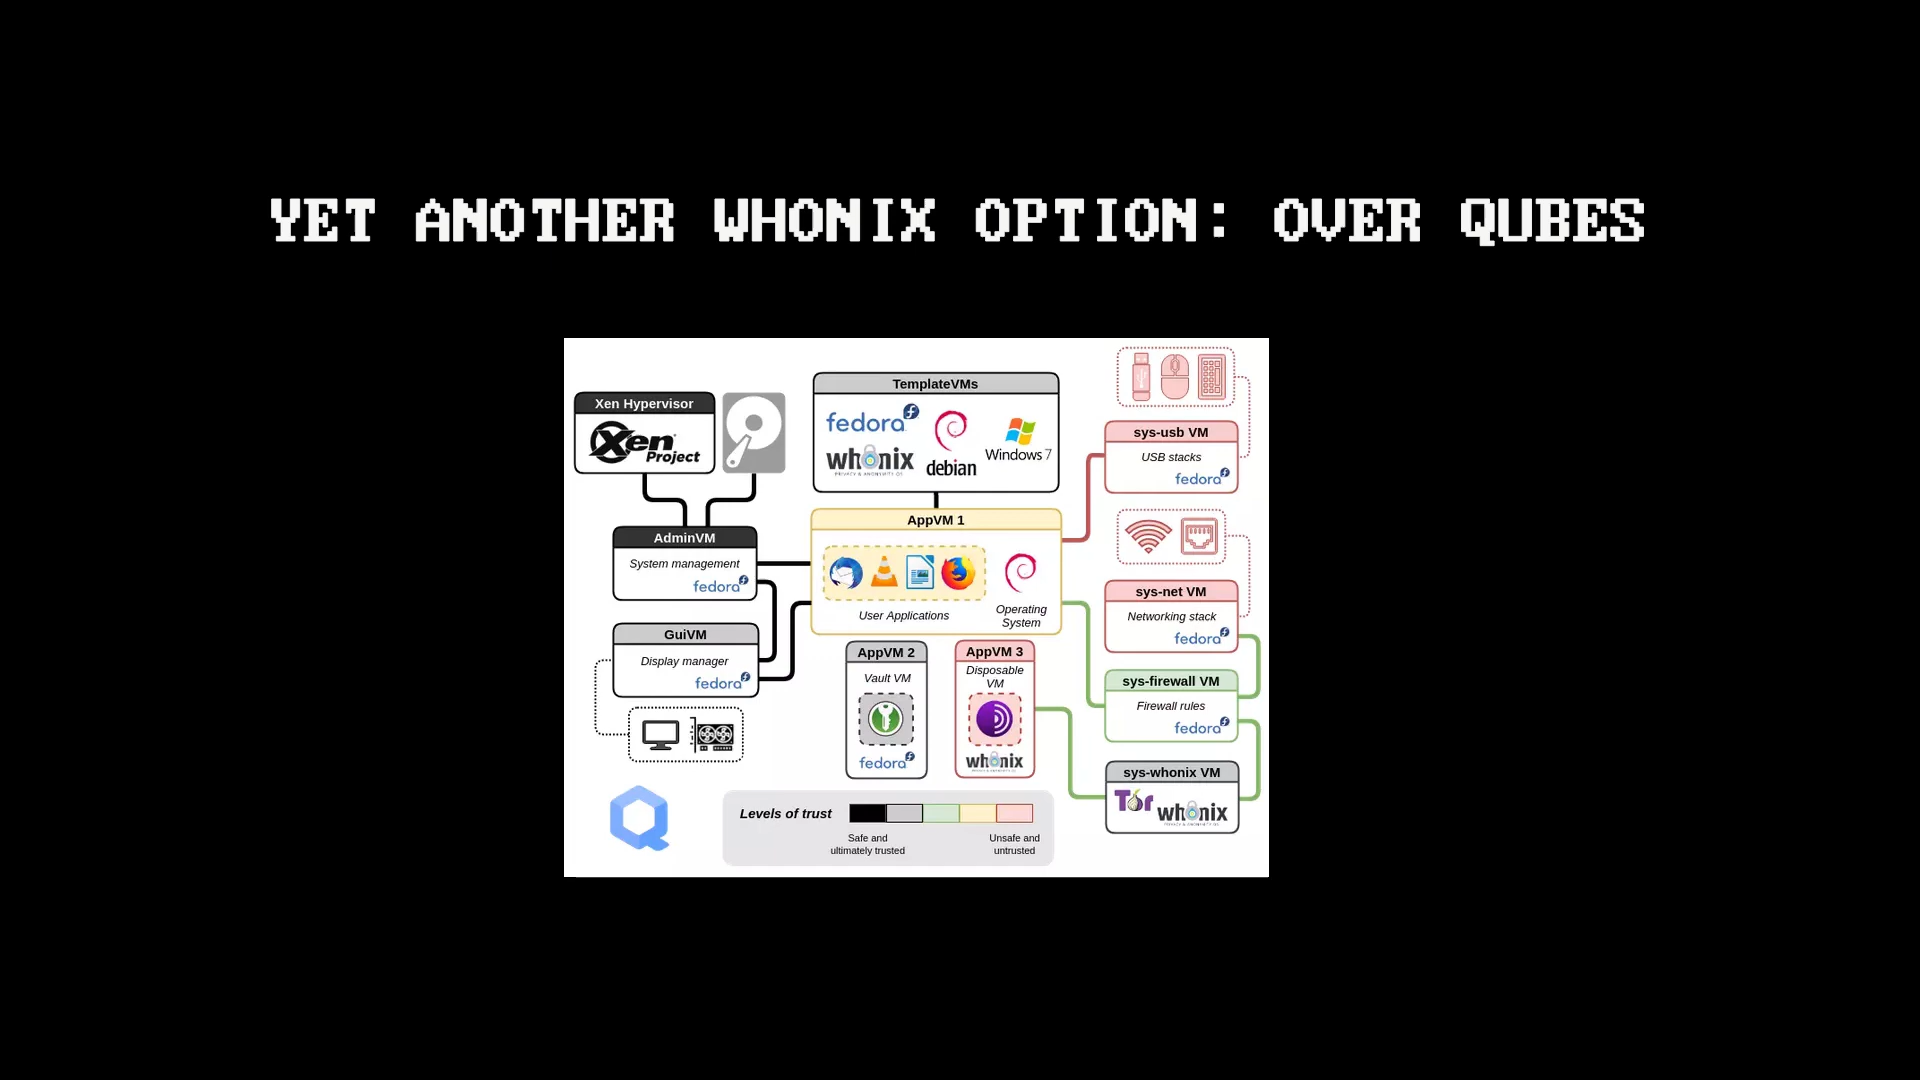 YET ANOTHER WHONIX OPTION: OVER QUBES
Xen Hypervisor
Xen
Project
TemplateVMs
fedora
whonix
debian
Windows 7
sys-usb VM
USB stacks
fedora
AdminVM
System management
fedora
AppVM 1
User Applications
Operating
System
sys-net VM
Networking stack
fedora
GuiVM
Display manager
fedora
AppVM 2
Vault VM
fedora
AppVM 3
Disposable
VM
whonix
sys-firewall VM
Firewall rules
fedora
sys-whonix VM
Tor
whonix
Levels of trust
Safe and
ultimately trusted
Unsafe and
untrusted